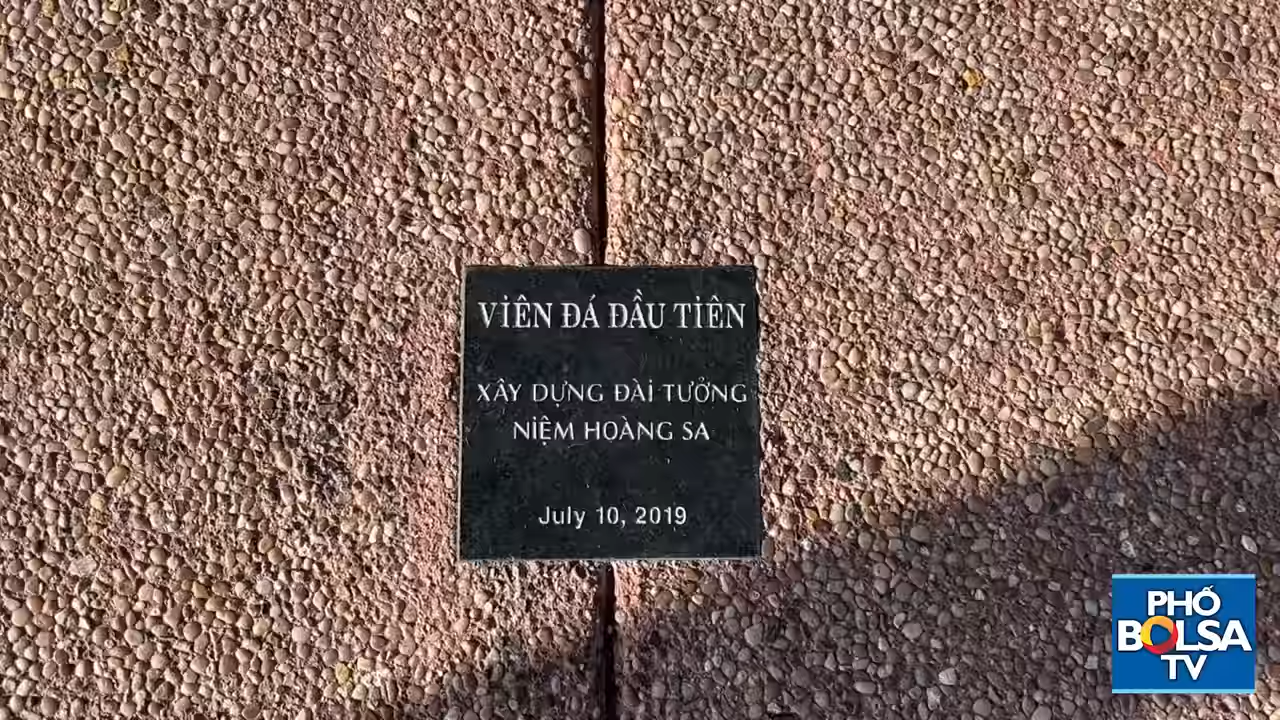 VIÊN ĐÁ ĐẦU TIÊN
XÂY DỰNG ĐÀI TƯỞNG
NIỆM HOÀNG SA
July 10, 2019
PHỐ
BOLSA
TV